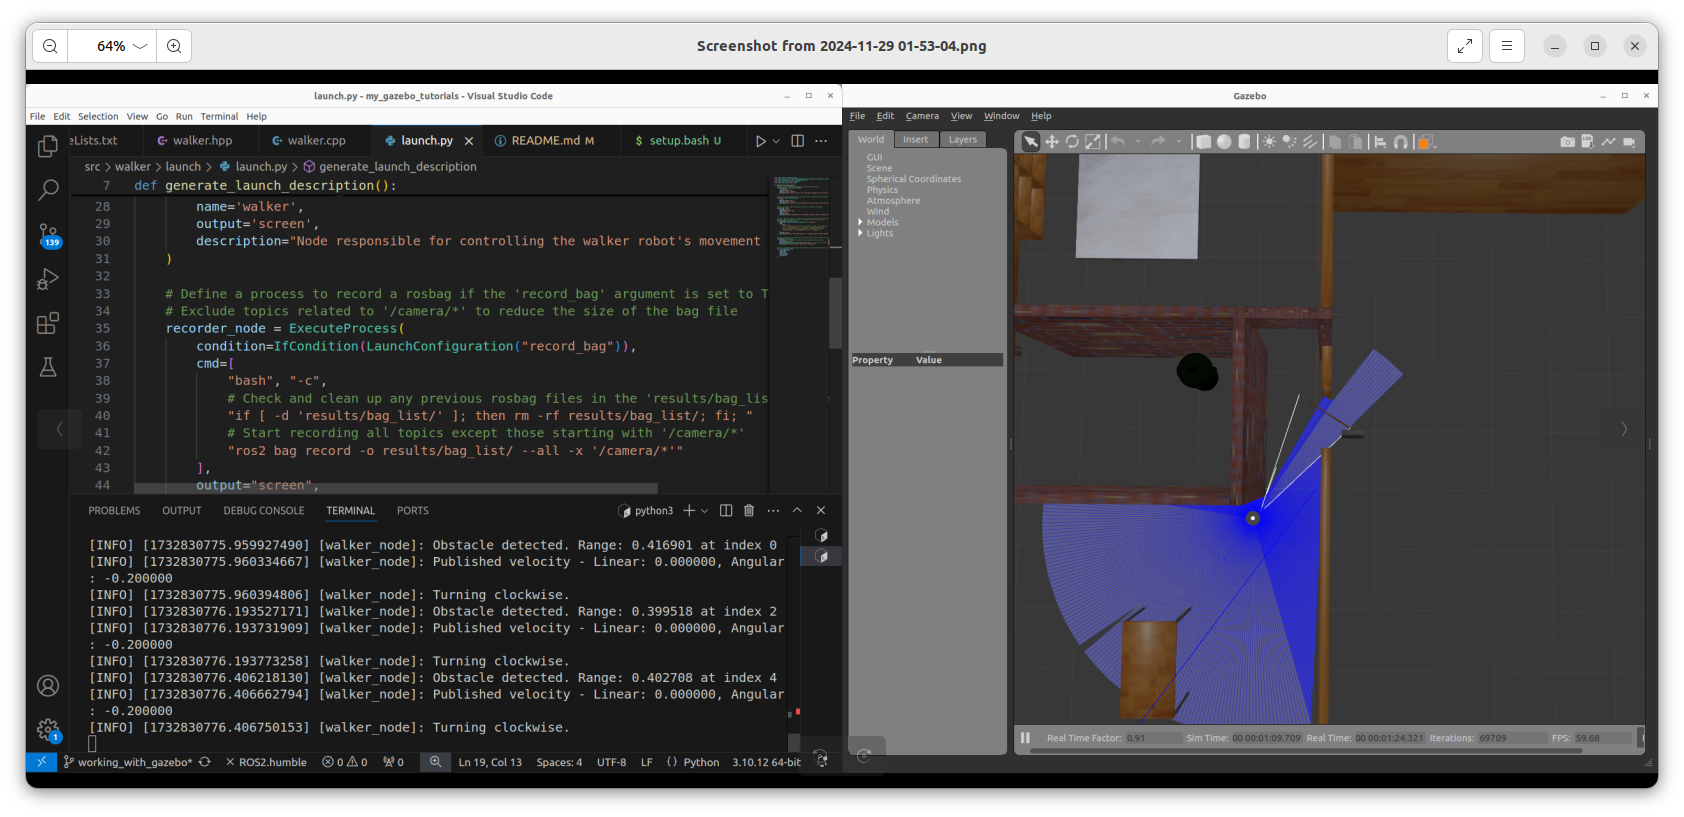 64%
Screenshot from 2024-11-29 01-53-04.png
launch.py - my_gazebo_tutorials - Visual Studio Code
File Edit Selection View Go Run Terminal Help
eLists.txt walker.hpp walker.cpp launch.py README.md M setup.bash U
src > walker > launch > launch.py > generate_launch_description
7 def generate_launch_description():
28 name='walker',
29 output='screen',
30 description="Node responsible for controlling the walker robot's movement
31 )
32
33 # Define a process to record a rosbag if the 'record_bag' argument is set to T
34 # Exclude topics related to '/camera/*' to reduce the size of the bag file
35 recorder_node = ExecuteProcess(
36 condition=IfCondition(LaunchConfiguration("record_bag")),
37 cmd=[
38 "bash", "-c",
39 # Check and clean up any previous rosbag files in the 'results/bag_lis
40 "if [ -d 'results/bag_list/' ]; then rm -rf results/bag_list/; fi; "
41 # Start recording all topics except those starting with '/camera/*'
42 "ros2 bag record -o results/bag_list/ --all -x '/camera/*'"
43 ],
44 output="screen",
139
PROBLEMS OUTPUT DEBUG CONSOLE TERMINAL PORTS python3
[INFO] [1732830775.959927490] [walker_node]: Obstacle detected. Range: 0.416901 at index 0
[INFO] [1732830775.960334667] [walker_node]: Published velocity - Linear: 0.000000, Angular
: -0.200000
[INFO] [1732830775.960394806] [walker_node]: Turning clockwise.
[INFO] [1732830776.193527171] [walker_node]: Obstacle detected. Range: 0.399518 at index 2
[INFO] [1732830776.193731909] [walker_node]: Published velocity - Linear: 0.000000, Angular
: -0.200000
[INFO] [1732830776.193773258] [walker_node]: Turning clockwise.
[INFO] [1732830776.406218130] [walker_node]: Obstacle detected. Range: 0.402708 at index 4
[INFO] [1732830776.406662794] [walker_node]: Published velocity - Linear: 0.000000, Angular
: -0.200000
[INFO] [1732830776.406750153] [walker_node]: Turning clockwise.
1
working_with_gazebo* ROS2.humble 0 0 0 Ln 19, Col 13 Spaces: 4 UTF-8 LF {} Python 3.10.12 64-bit
Gazebo
File Edit Camera View Window Help
World Insert Layers
GUI
Scene
Spherical Coordinates
Physics
Atmosphere
Wind
Models
Lights
Property Value
Real Time Factor: 0.91 Sim Time: 00 00:01:09.709 Real Time: 00 00:01:24.321 Iterations: 69709 FPS: 59.68